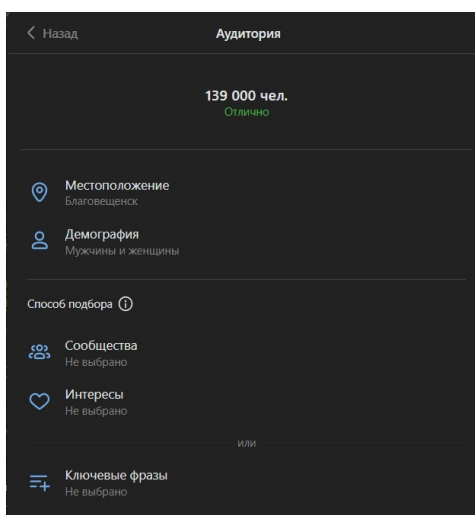 Назад
Аудитория
139 000 чел.
Отлично
Местоположение
Благовещенск
Демография
Мужчины и женщины
Способ подбора
Сообщества
Не выбрано
Интересы
Не выбрано
или
Ключевые фразы
Не выбрано